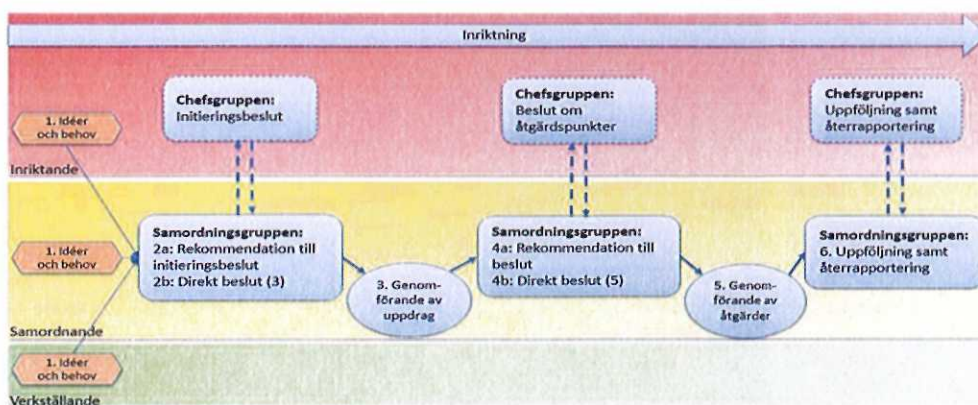 Inriktning
Chefsgruppen:
Initieringsbeslut
Chefsgruppen:
Beslut om
åtgärdspunkter
Chefsgruppen:
Uppföljning samt
återrapportering
1. Idéer
och behov
Inriktande
Samordningsgruppen:
2a: Rekommendation till
initieringsbeslut
2b: Direkt beslut (3)
Samordningsgruppen:
4a: Rekommendation till
beslut
4b: Direkt beslut (5)
Samordningsgruppen:
6. Uppföljning samt
återrapportering
1. Idéer
och behov
3. Genom-
förande av
uppdrag
5. Genom-
förande av
åtgärder
Samordnande
1. Idéer
och behov
Verkställande